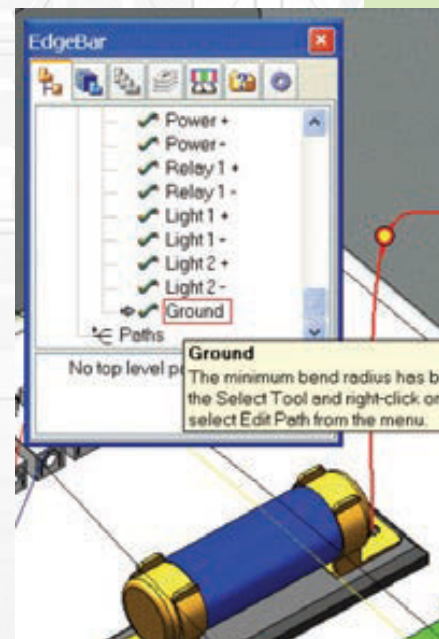 EdgeBar
Power +
Power -
Relay 1 +
Relay 1 -
Light 1 +
Light 1 -
Light 2 +
Light 2 -
Ground
Paths
No top level
Ground
The minimum bend radius has
the Select Tool and right-click
select Edit Path from the menu.